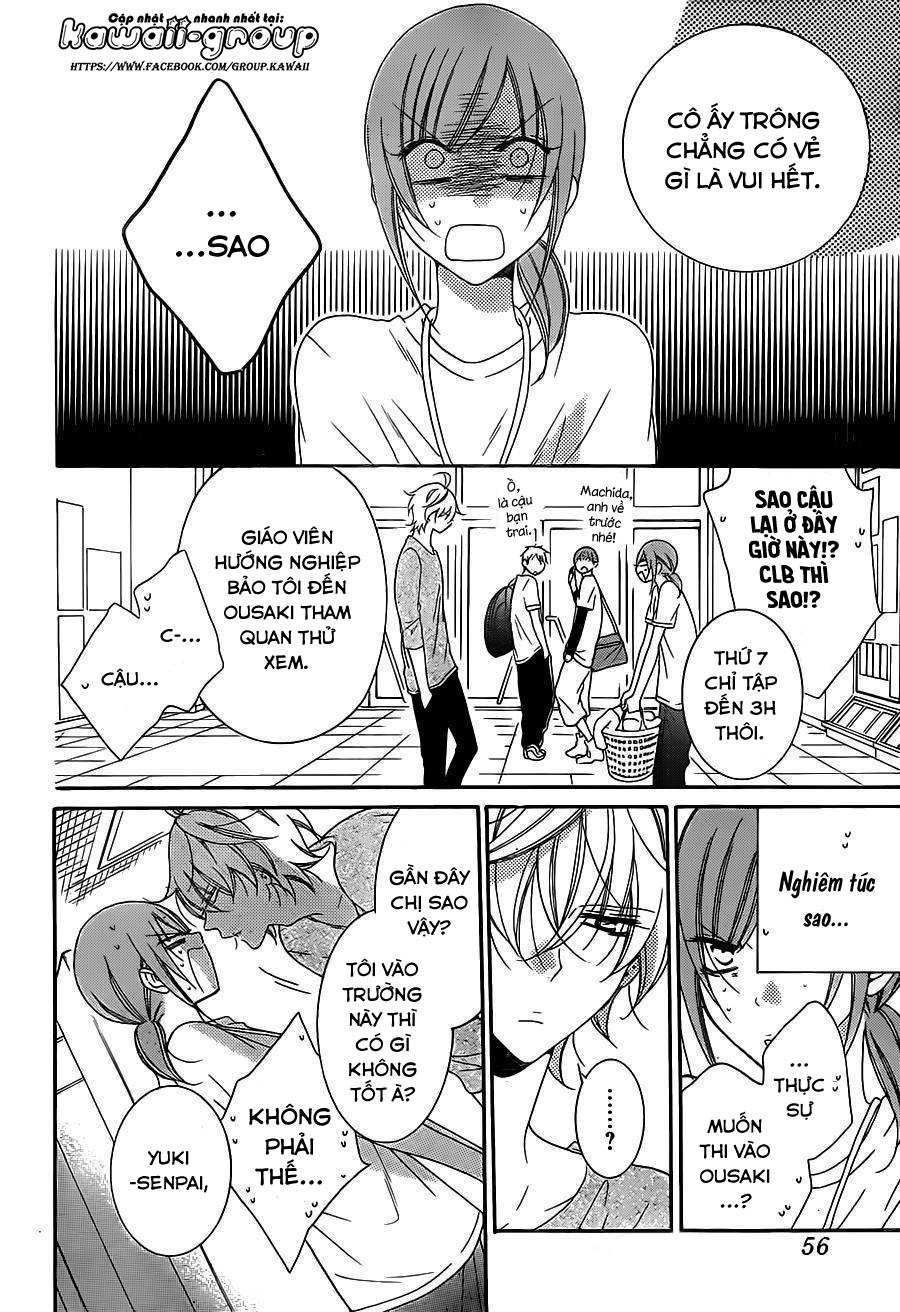 Cập nhật nhanh nhất tại:
kawaii-group
HTTPS://WWW.FACEBOOK.COM/GROUP.KAWAII
CÔ ẤY TRÔNG
CHẲNG CÓ VẺ
GÌ LÀ VUI HẾT.
...
...SAO
SAO CẬU
LẠI Ở ĐÂY
GIỜ NÀY!?
CLB THÌ
SAO!?
THỨ 7
CHỈ TẬP
ĐẾN 3H
THÔI.
Machida,
anh về
trước
nhé!
Ồ,
là cậu
bạn
trai.
GIÁO VIÊN
HƯỚNG NGHIỆP
BẢO TÔI ĐẾN
OUSAKI THAM
QUAN THỬ
XEM.
C-...
CẬU...
Nghiêm túc
sao...
...
THỰC
SỰ
MUỐN
THI VÀO
OUSAKI
...?
......
?
GẦN ĐÂY
CHỊ SAO
VẬY?
TÔI VÀO
TRƯỜNG
NÀY THÌ
CÓ GÌ
KHÔNG
TỐT À?
KHÔNG
PHẢI
THẾ...
YUKI
-SENPAI,
56